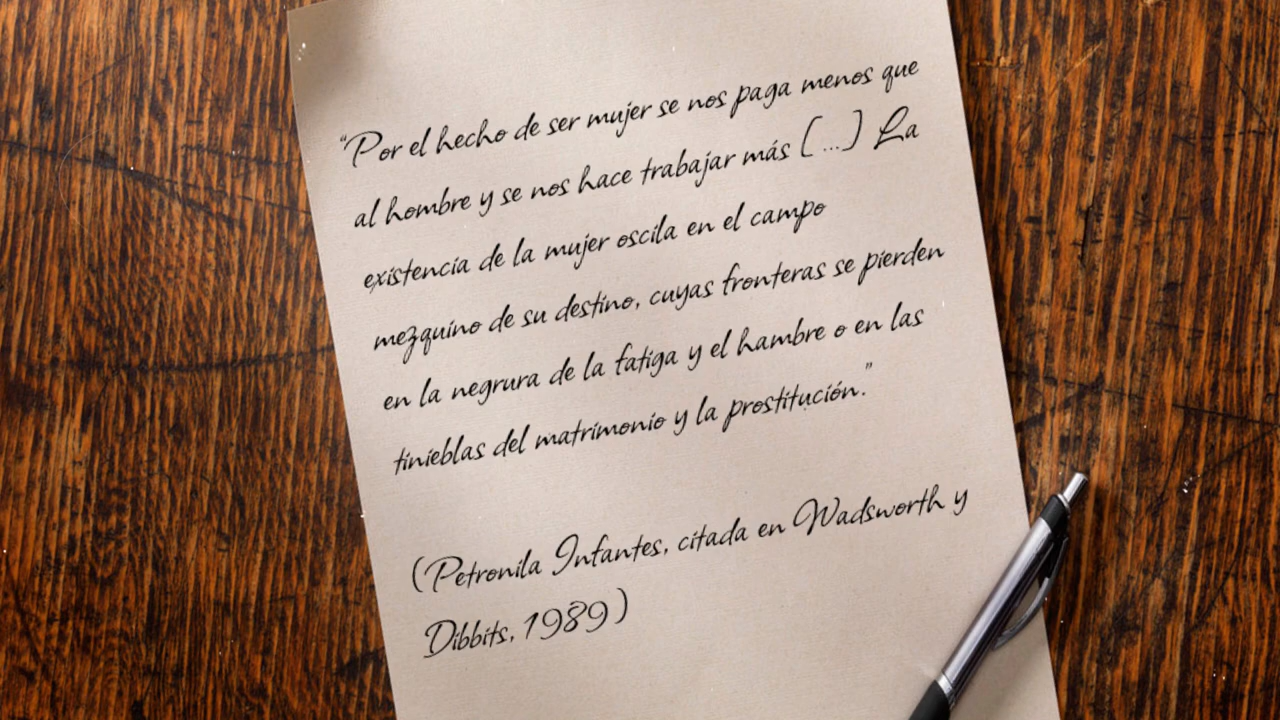 “Por el hecho de ser mujer se nos paga menos que
al hombre y se nos hace trabajar más [...] La
existencia de la mujer oscila en el campo
mezquino de su destino, cuyas fronteras se pierden
en la negrura de la fatiga y el hambre o en las
tinieblas del matrimonio y la prostitución.”
(Petronila Infantes, citada en Wadsworth y
Dibbits, 1989)